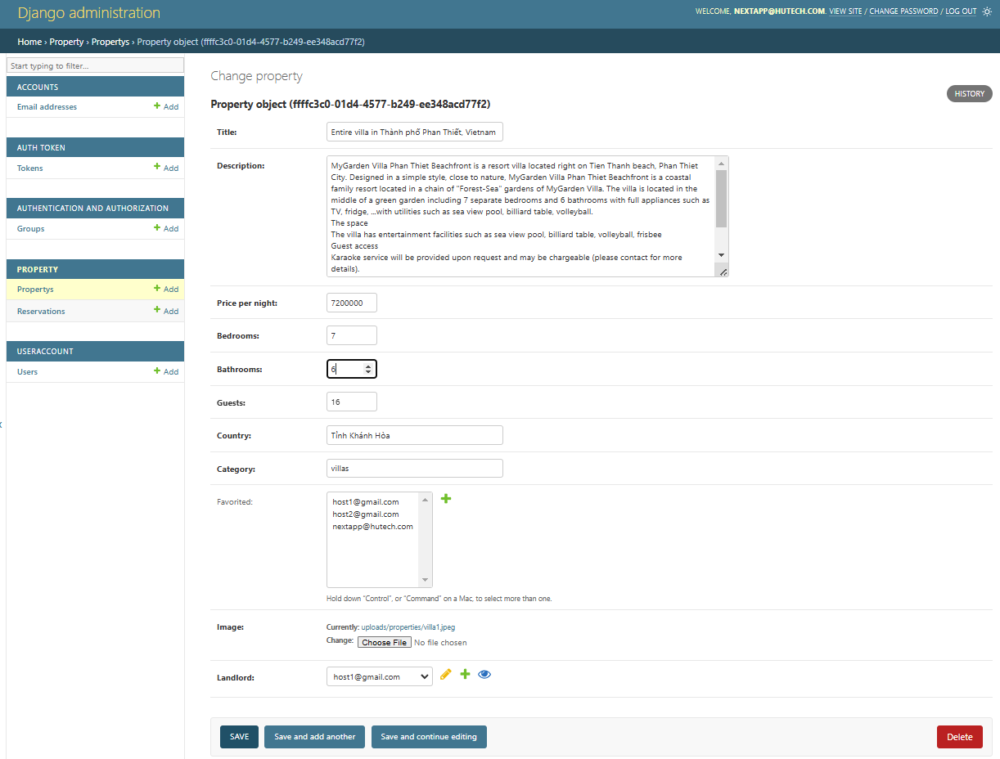 Django administration
WELCOME, NEXTAPP@HUTECH.COM. VIEW SITE / CHANGE PASSWORD / LOG OUT
Home › Property › Propertys › Property object (ffffc3c0-01d4-4577-b249-ee348acd77f2)
Start typing to filter...
ACCOUNTS
Email addresses + Add
AUTH TOKEN
Tokens + Add
AUTHENTICATION AND AUTHORIZATION
Groups + Add
PROPERTY
Propertys + Add
Reservations + Add
USERACCOUNT
Users + Add
Change property
HISTORY
Property object (ffffc3c0-01d4-4577-b249-ee348acd77f2)
Title: Entire villa in Thành phố Phan Thiết, Vietnam
Description:
MyGarden Villa Phan Thiet Beachfront is a resort villa located right on Tien Thanh beach, Phan Thiet
City. Designed in a simple style, close to nature, MyGarden Villa Phan Thiet Beachfront is a coastal
family resort located in a chain of "Forest-Sea" gardens of MyGarden Villa. The villa is located in the
middle of a green garden including 7 separate bedrooms and 6 bathrooms with full appliances such as
TV, fridge, ...with utilities such as sea view pool, billiard table, volleyball.
The space
The villa has entertainment facilities such as sea view pool, billiard table, volleyball, frisbee
Guest access
Karaoke service will be provided upon request and may be chargeable (please contact for more
details).
Price per night: 7200000
Bedrooms: 7
Bathrooms: 6
Guests: 16
Country: Tỉnh Khánh Hòa
Category: villas
Favorited:
host1@gmail.com
host2@gmail.com
nextapp@hutech.com
Hold down "Control", or "Command" on a Mac, to select more than one.
Image:
Currently: uploads/properties/villa1.jpeg
Change: Choose File No file chosen
Landlord: host1@gmail.com
SAVE
Save and add another
Save and continue editing
Delete